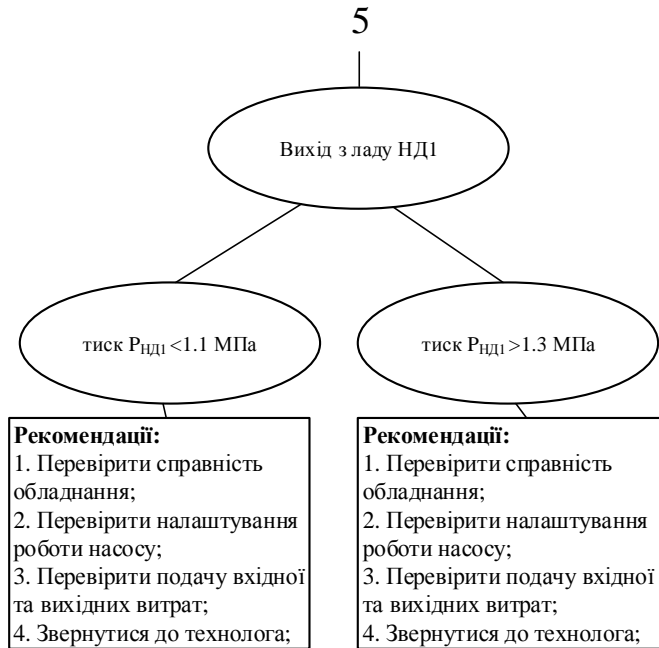 5
Вихід з ладу НД1
тиск PНД1 <1.1 МПа
тиск PНД1 >1.3 МПа
Рекомендації:
1. Перевірити справність
обладнання;
2. Перевірити налаштування
роботи насосу;
3. Перевірити подачу вхідної
та вихідних витрат;
4. Звернутися до технолога;
Рекомендації:
1. Перевірити справність
обладнання;
2. Перевірити налаштування
роботи насосу;
3. Перевірити подачу вхідної
та вихідних витрат;
4. Звернутися до технолога;